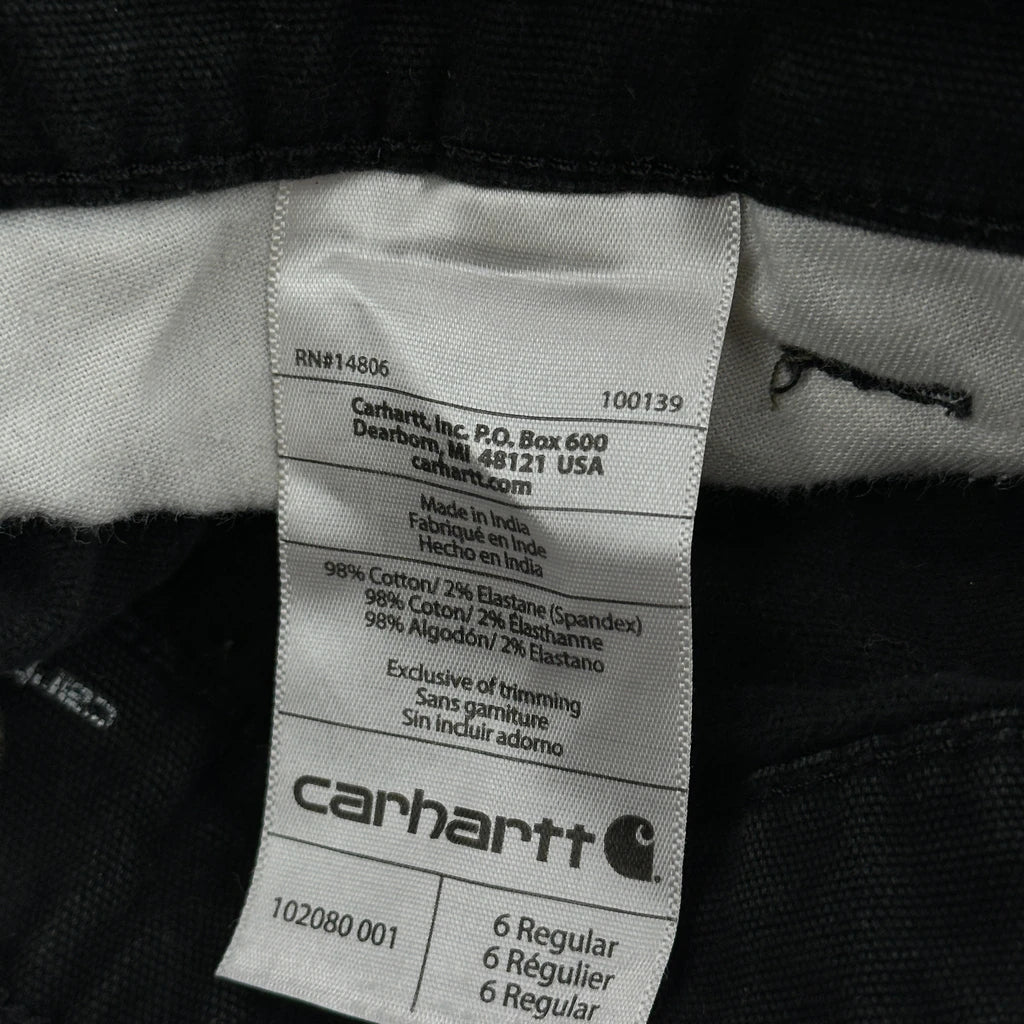 RN#14806
100139
Carhartt, Inc. P.O. Box 600
Dearborn, MI 48121 USA
carhartt.com
Made in India
Fabriqué en Inde
Hecho en India
98% Cotton/ 2% Elastane (Spandex)
98% Coton/ 2% Élasthanne
98% Algodón/ 2% Elastano
Exclusive of trimming
Sans garniture
Sin incluir adorno
carhartt
102080 001
6 Regular
6 Régulier
6 Regular